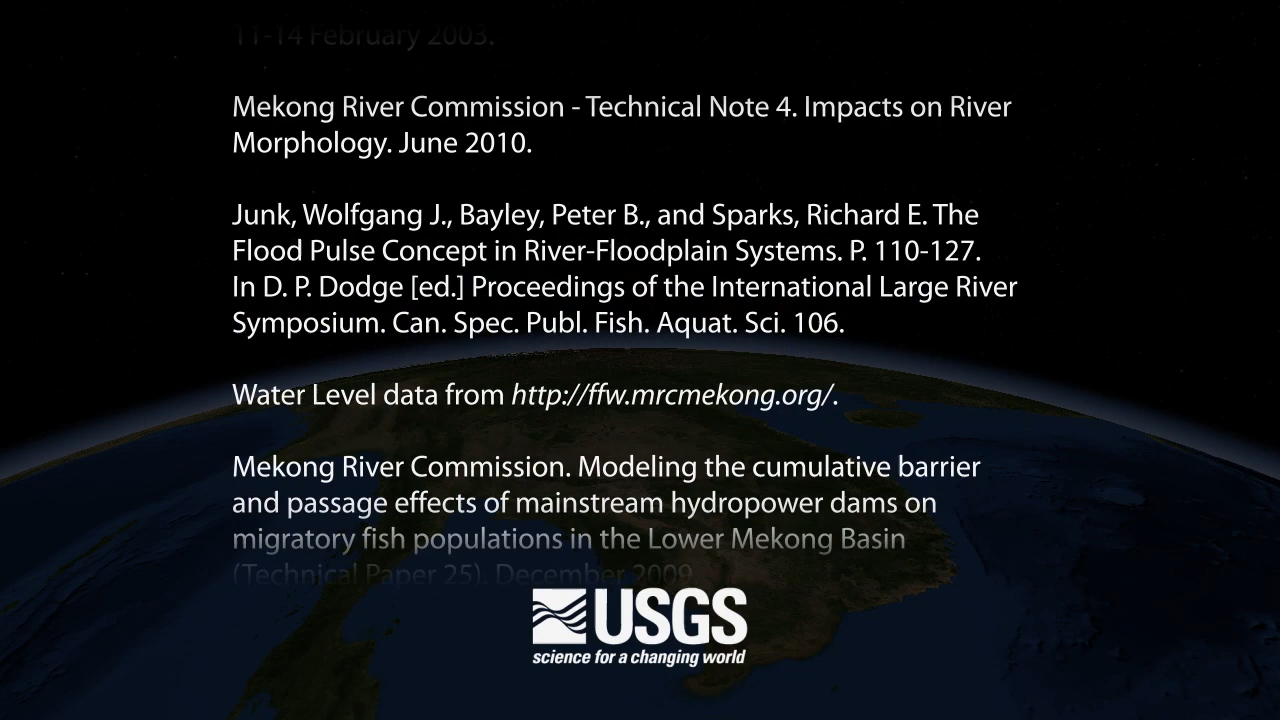 11-14 February 2003.
Mekong River Commission - Technical Note 4. Impacts on River
Morphology. June 2010.
Junk, Wolfgang J., Bayley, Peter B., and Sparks, Richard E. The
Flood Pulse Concept in River-Floodplain Systems. P. 110-127.
In D. P. Dodge [ed.] Proceedings of the International Large River
Symposium. Can. Spec. Publ. Fish. Aquat. Sci. 106.
Water Level data from http://ffw.mrcmekong.org/.
Mekong River Commission. Modeling the cumulative barrier
and passage effects of mainstream hydropower dams on
migratory fish populations in the Lower Mekong Basin
(Technical Paper 25). December 2009
USGS
science for a changing world